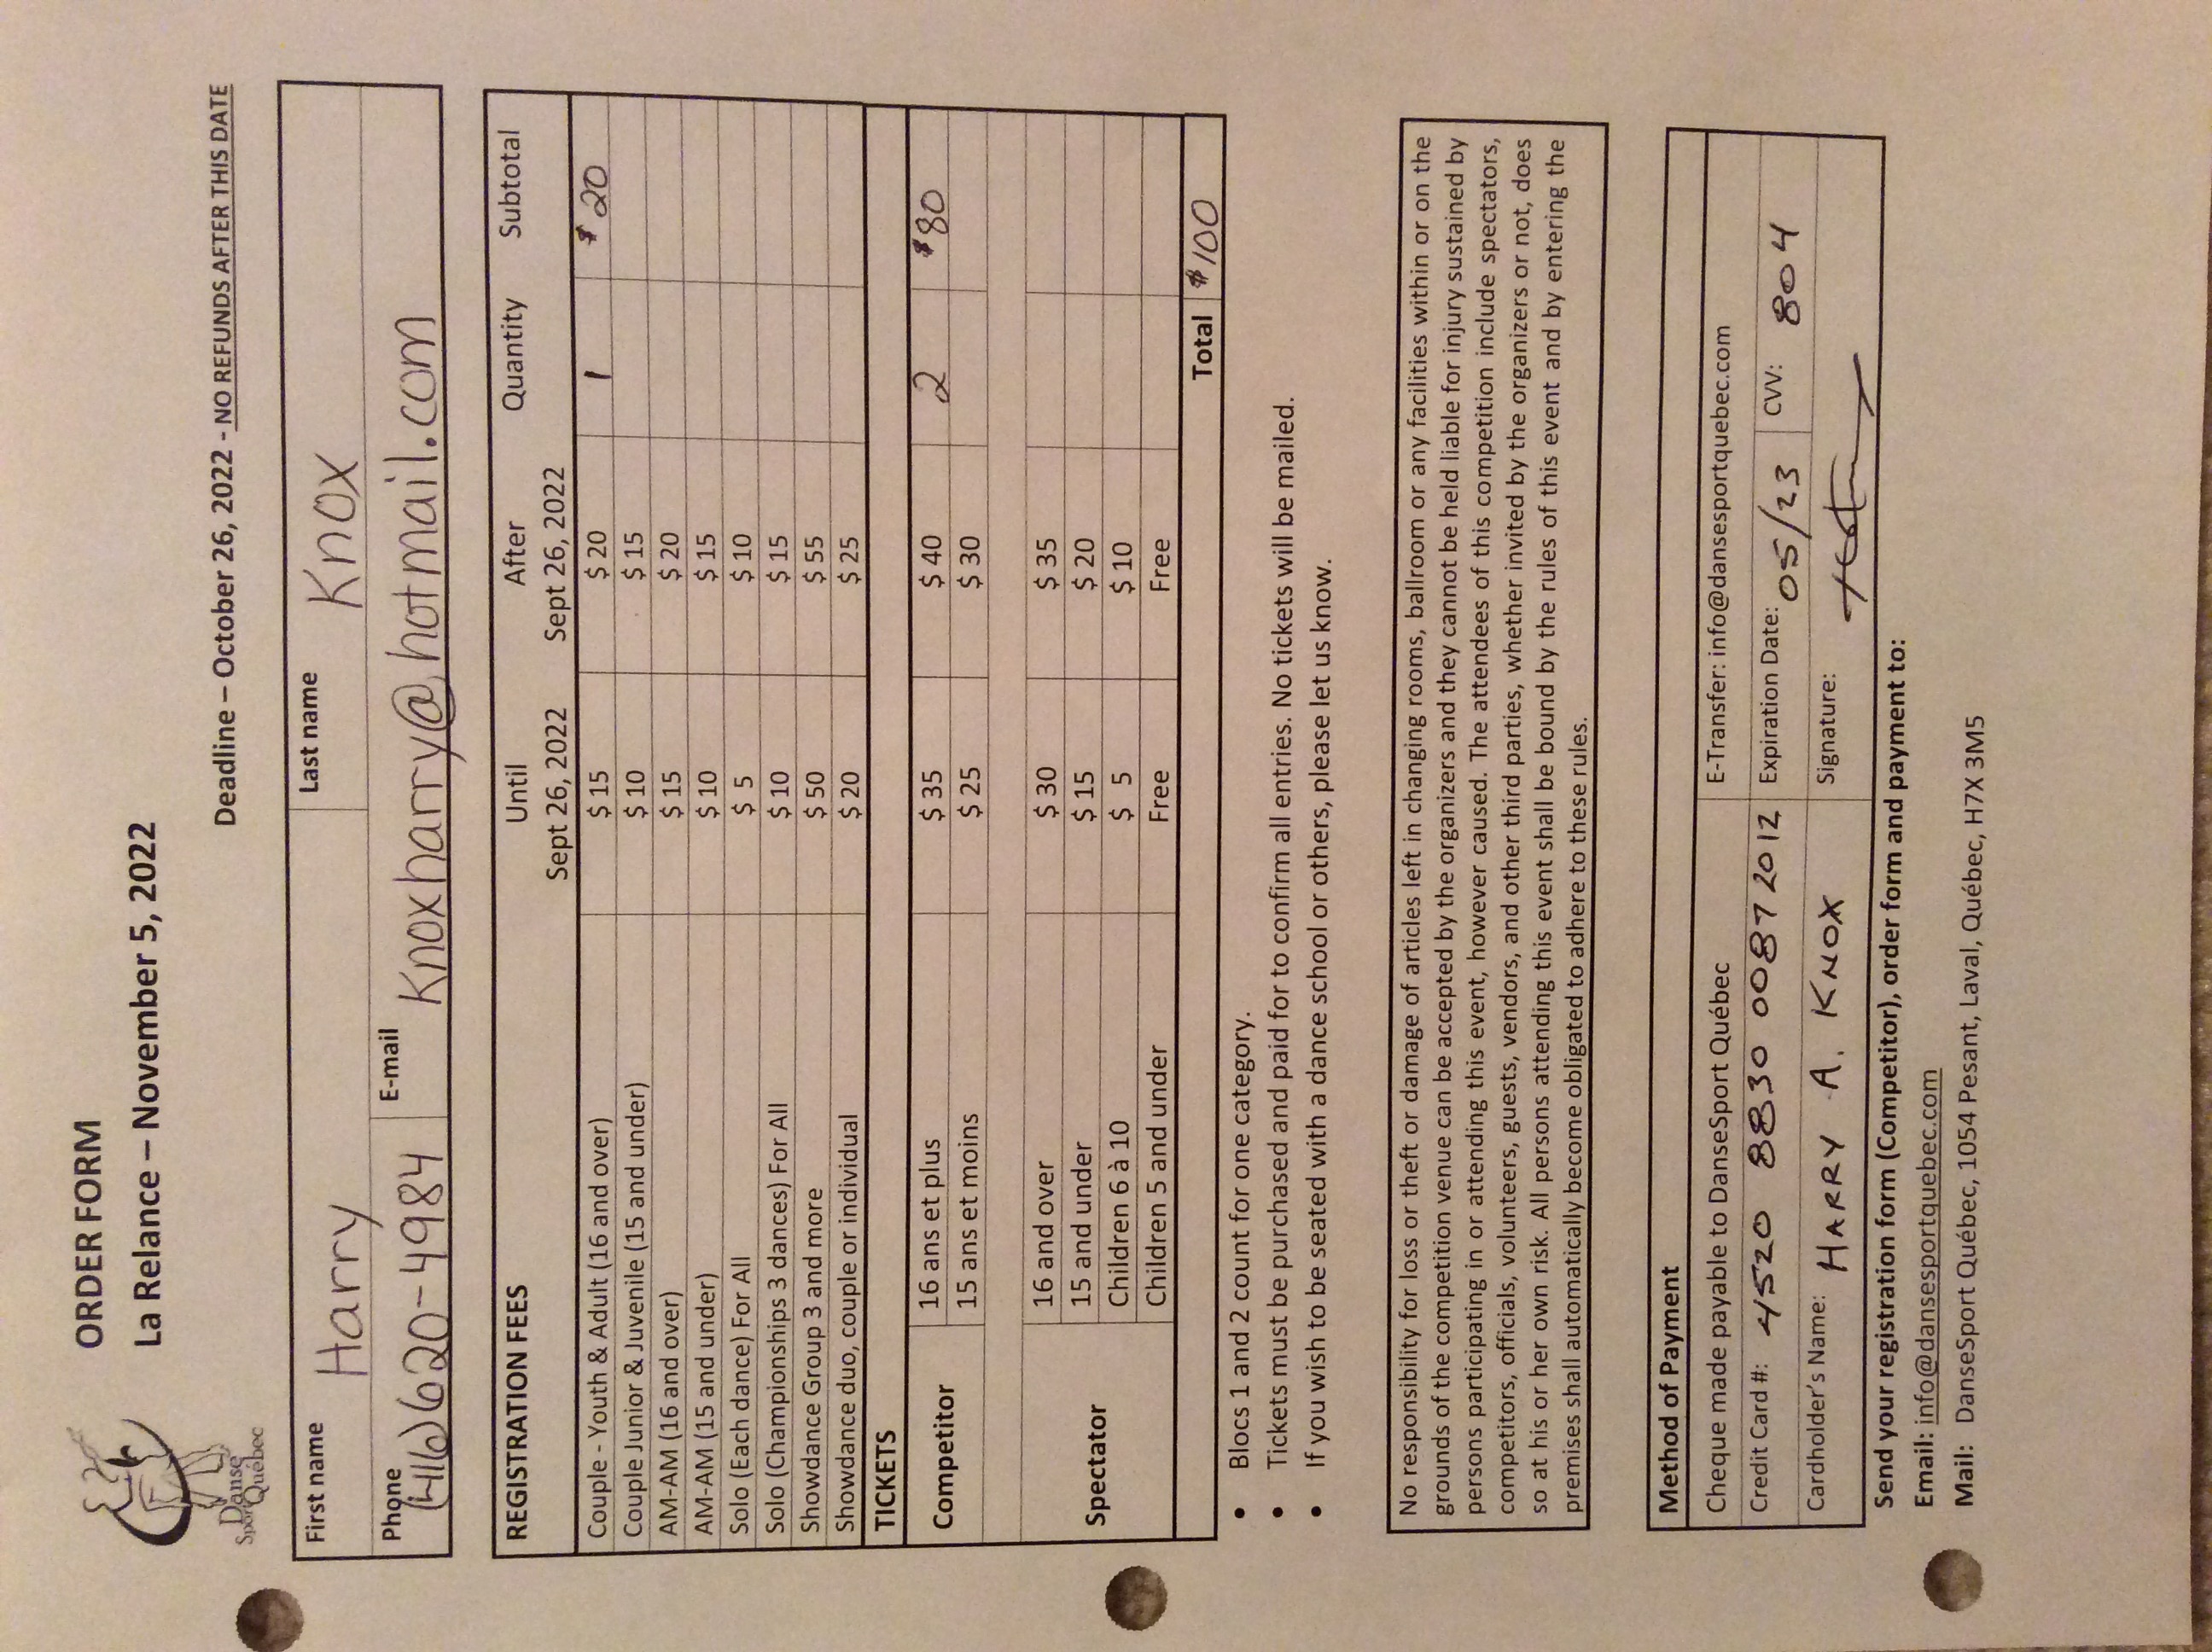 Danse
Sport Québec
ORDER FORM
La Relance – November 5, 2022
Deadline – October 26, 2022 - NO REFUNDS AFTER THIS DATE
First name Harry Last name Knox
Phone (416) 620-4984 E-mail Knoxharry@hotmail.com
REGISTRATION FEES Until Sept 26, 2022 After Sept 26, 2022 Quantity Subtotal
Couple - Youth & Adult (16 and over) $ 15 $ 20 1 $ 20
Couple Junior & Juvenile (15 and under) $ 10 $ 15
AM-AM (16 and over) $ 15 $ 20
AM-AM (15 and under) $ 10 $ 15
Solo (Each dance) For All $ 5 $ 10
Solo (Championships 3 dances) For All $ 10 $ 15
Showdance Group 3 and more $ 50 $ 55
Showdance duo, couple or individual $ 20 $ 25
TICKETS
Competitor 16 ans et plus $ 35 $ 40 2 $80
15 ans et moins $ 25 $ 30
Spectator 16 and over $ 30 $ 35
15 and under $ 15 $ 20
Children 6 à 10 $ 5 $ 10
Children 5 and under Free Free
Total $100
• Blocs 1 and 2 count for one category.
• Tickets must be purchased and paid for to confirm all entries. No tickets will be mailed.
• If you wish to be seated with a dance school or others, please let us know.
No responsibility for loss or theft or damage of articles left in changing rooms, ballroom or any facilities within or on the
grounds of the competition venue can be accepted by the organizers and they cannot be held liable for injury sustained by
persons participating in or attending this event, however caused. The attendees of this competition include spectators,
competitors, officials, volunteers, guests, vendors, and other third parties, whether invited by the organizers or not, does
so at his or her own risk. All persons attending this event shall be bound by the rules of this event and by entering the
premises shall automatically become obligated to adhere to these rules.
Method of Payment
Cheque made payable to DanseSport Québec E-Transfer: info@dansesportquebec.com
Credit Card #: 4520 8830 0087 2012 Expiration Date: 05/23 CVV: 804
Cardholder's Name: HARRY A. KNOX Signature:
Send your registration form (Competitor), order form and payment to:
Email: info@dansesportquebec.com
Mail: DanseSport Québec, 1054 Pesant, Laval, Québec, H7X 3M5